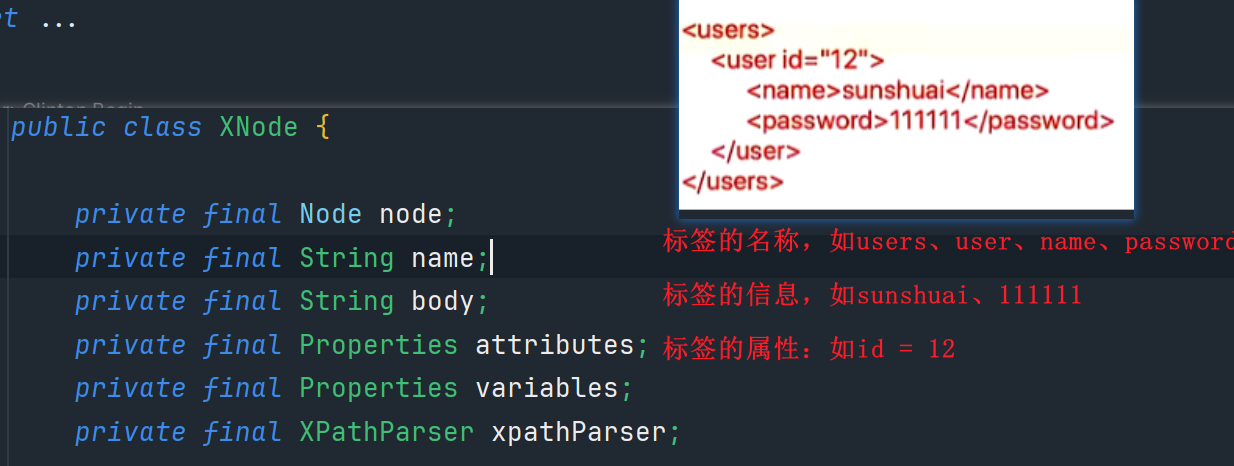 et ...
<users>
<user id="12">
<name>sunshuai</name>
<password>111111</password>
</user>
</users>
public class XNode {
private final Node node;
private final String name;
private final String body;
private final Properties attributes;
private final Properties variables;
private final XPathParser xpathParser;
标签的名称，如users、user、name、password
标签的信息，如sunshuai、111111
标签的属性：如id = 12